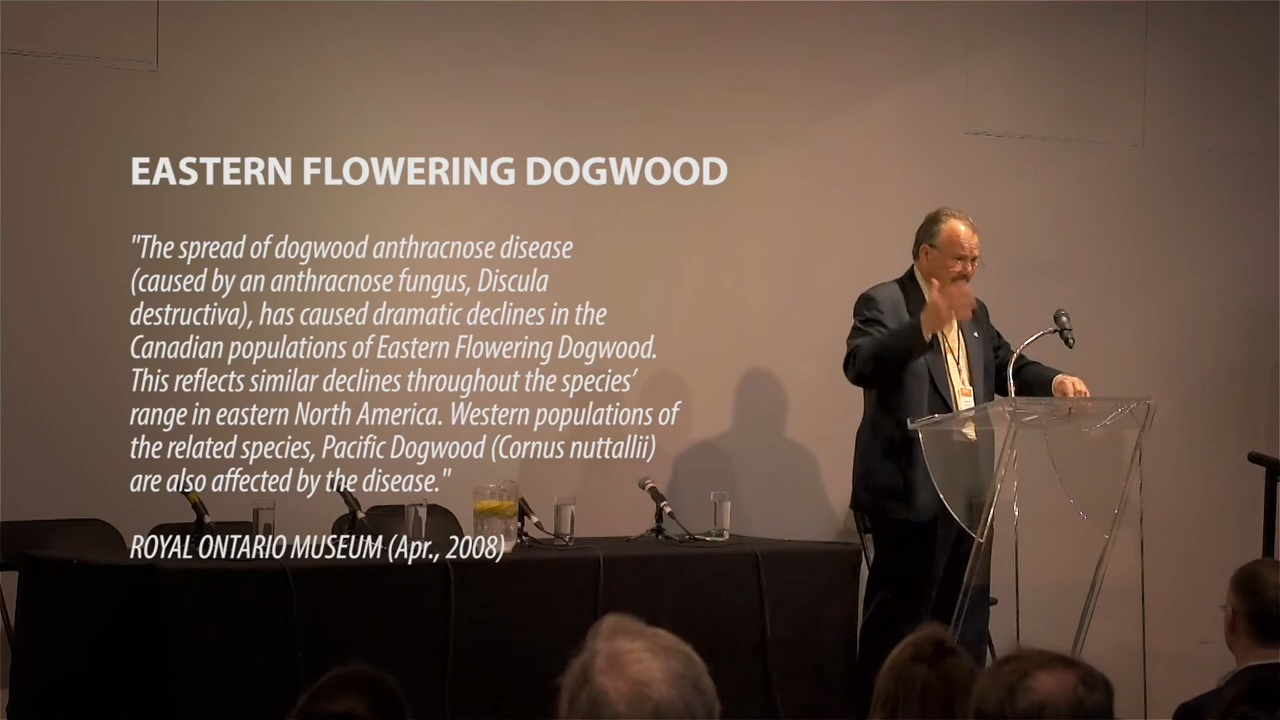 EASTERN FLOWERING DOGWOOD
"The spread of dogwood anthracnose disease
(caused by an anthracnose fungus, Discula
destructiva), has caused dramatic declines in the
Canadian populations of Eastern Flowering Dogwood.
This reflects similar declines throughout the species'
range in eastern North America. Western populations of
the related species, Pacific Dogwood (Cornus nuttallii)
are also affected by the disease."
ROYAL ONTARIO MUSEUM (Apr., 2008)